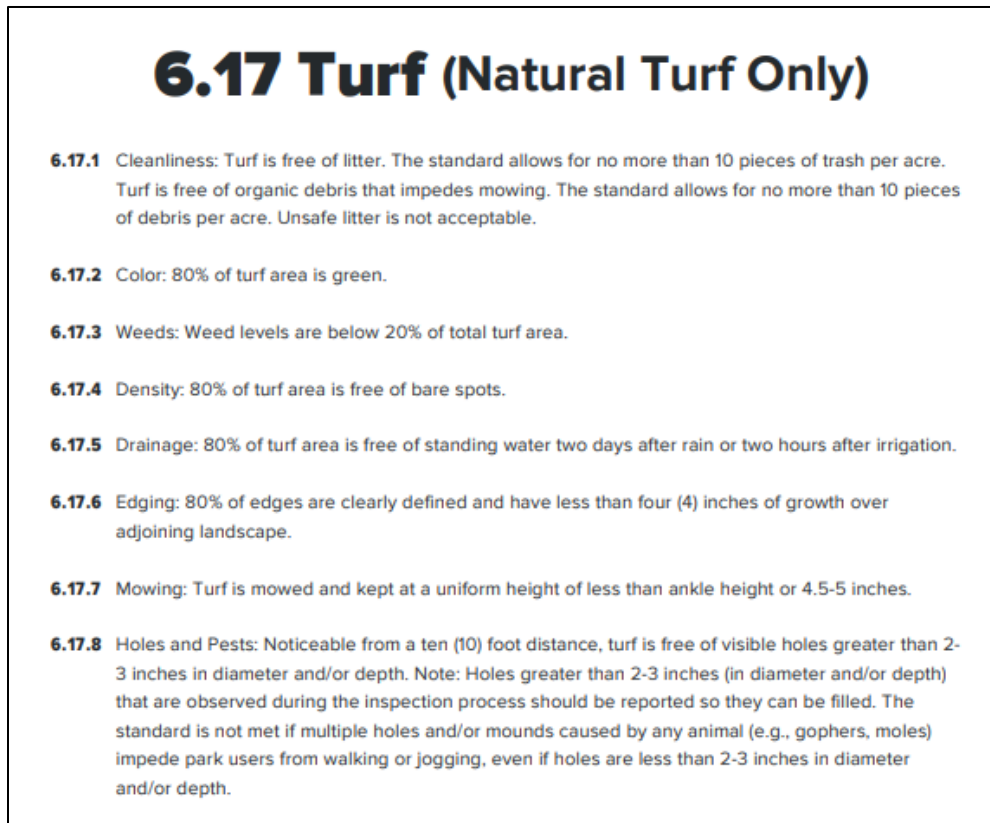 6.17 Turf (Natural Turf Only)
6.17.1 Cleanliness: Turf is free of litter. The standard allows for no more than 10 pieces of trash per acre.
Turf is free of organic debris that impedes mowing. The standard allows for no more than 10 pieces
of debris per acre. Unsafe litter is not acceptable.
6.17.2 Color: 80% of turf area is green.
6.17.3 Weeds: Weed levels are below 20% of total turf area.
6.17.4 Density: 80% of turf area is free of bare spots.
6.17.5 Drainage: 80% of turf area is free of standing water two days after rain or two hours after irrigation.
6.17.6 Edging: 80% of edges are clearly defined and have less than four (4) inches of growth over
adjoining landscape.
6.17.7 Mowing: Turf is mowed and kept at a uniform height of less than ankle height or 4.5-5 inches.
6.17.8 Holes and Pests: Noticeable from a ten (10) foot distance, turf is free of visible holes greater than 2-
3 inches in diameter and/or depth. Note: Holes greater than 2-3 inches (in diameter and/or depth)
that are observed during the inspection process should be reported so they can be filled. The
standard is not met if multiple holes and/or mounds caused by any animal (e.g., gophers, moles)
impede park users from walking or jogging, even if holes are less than 2-3 inches in diameter
and/or depth.